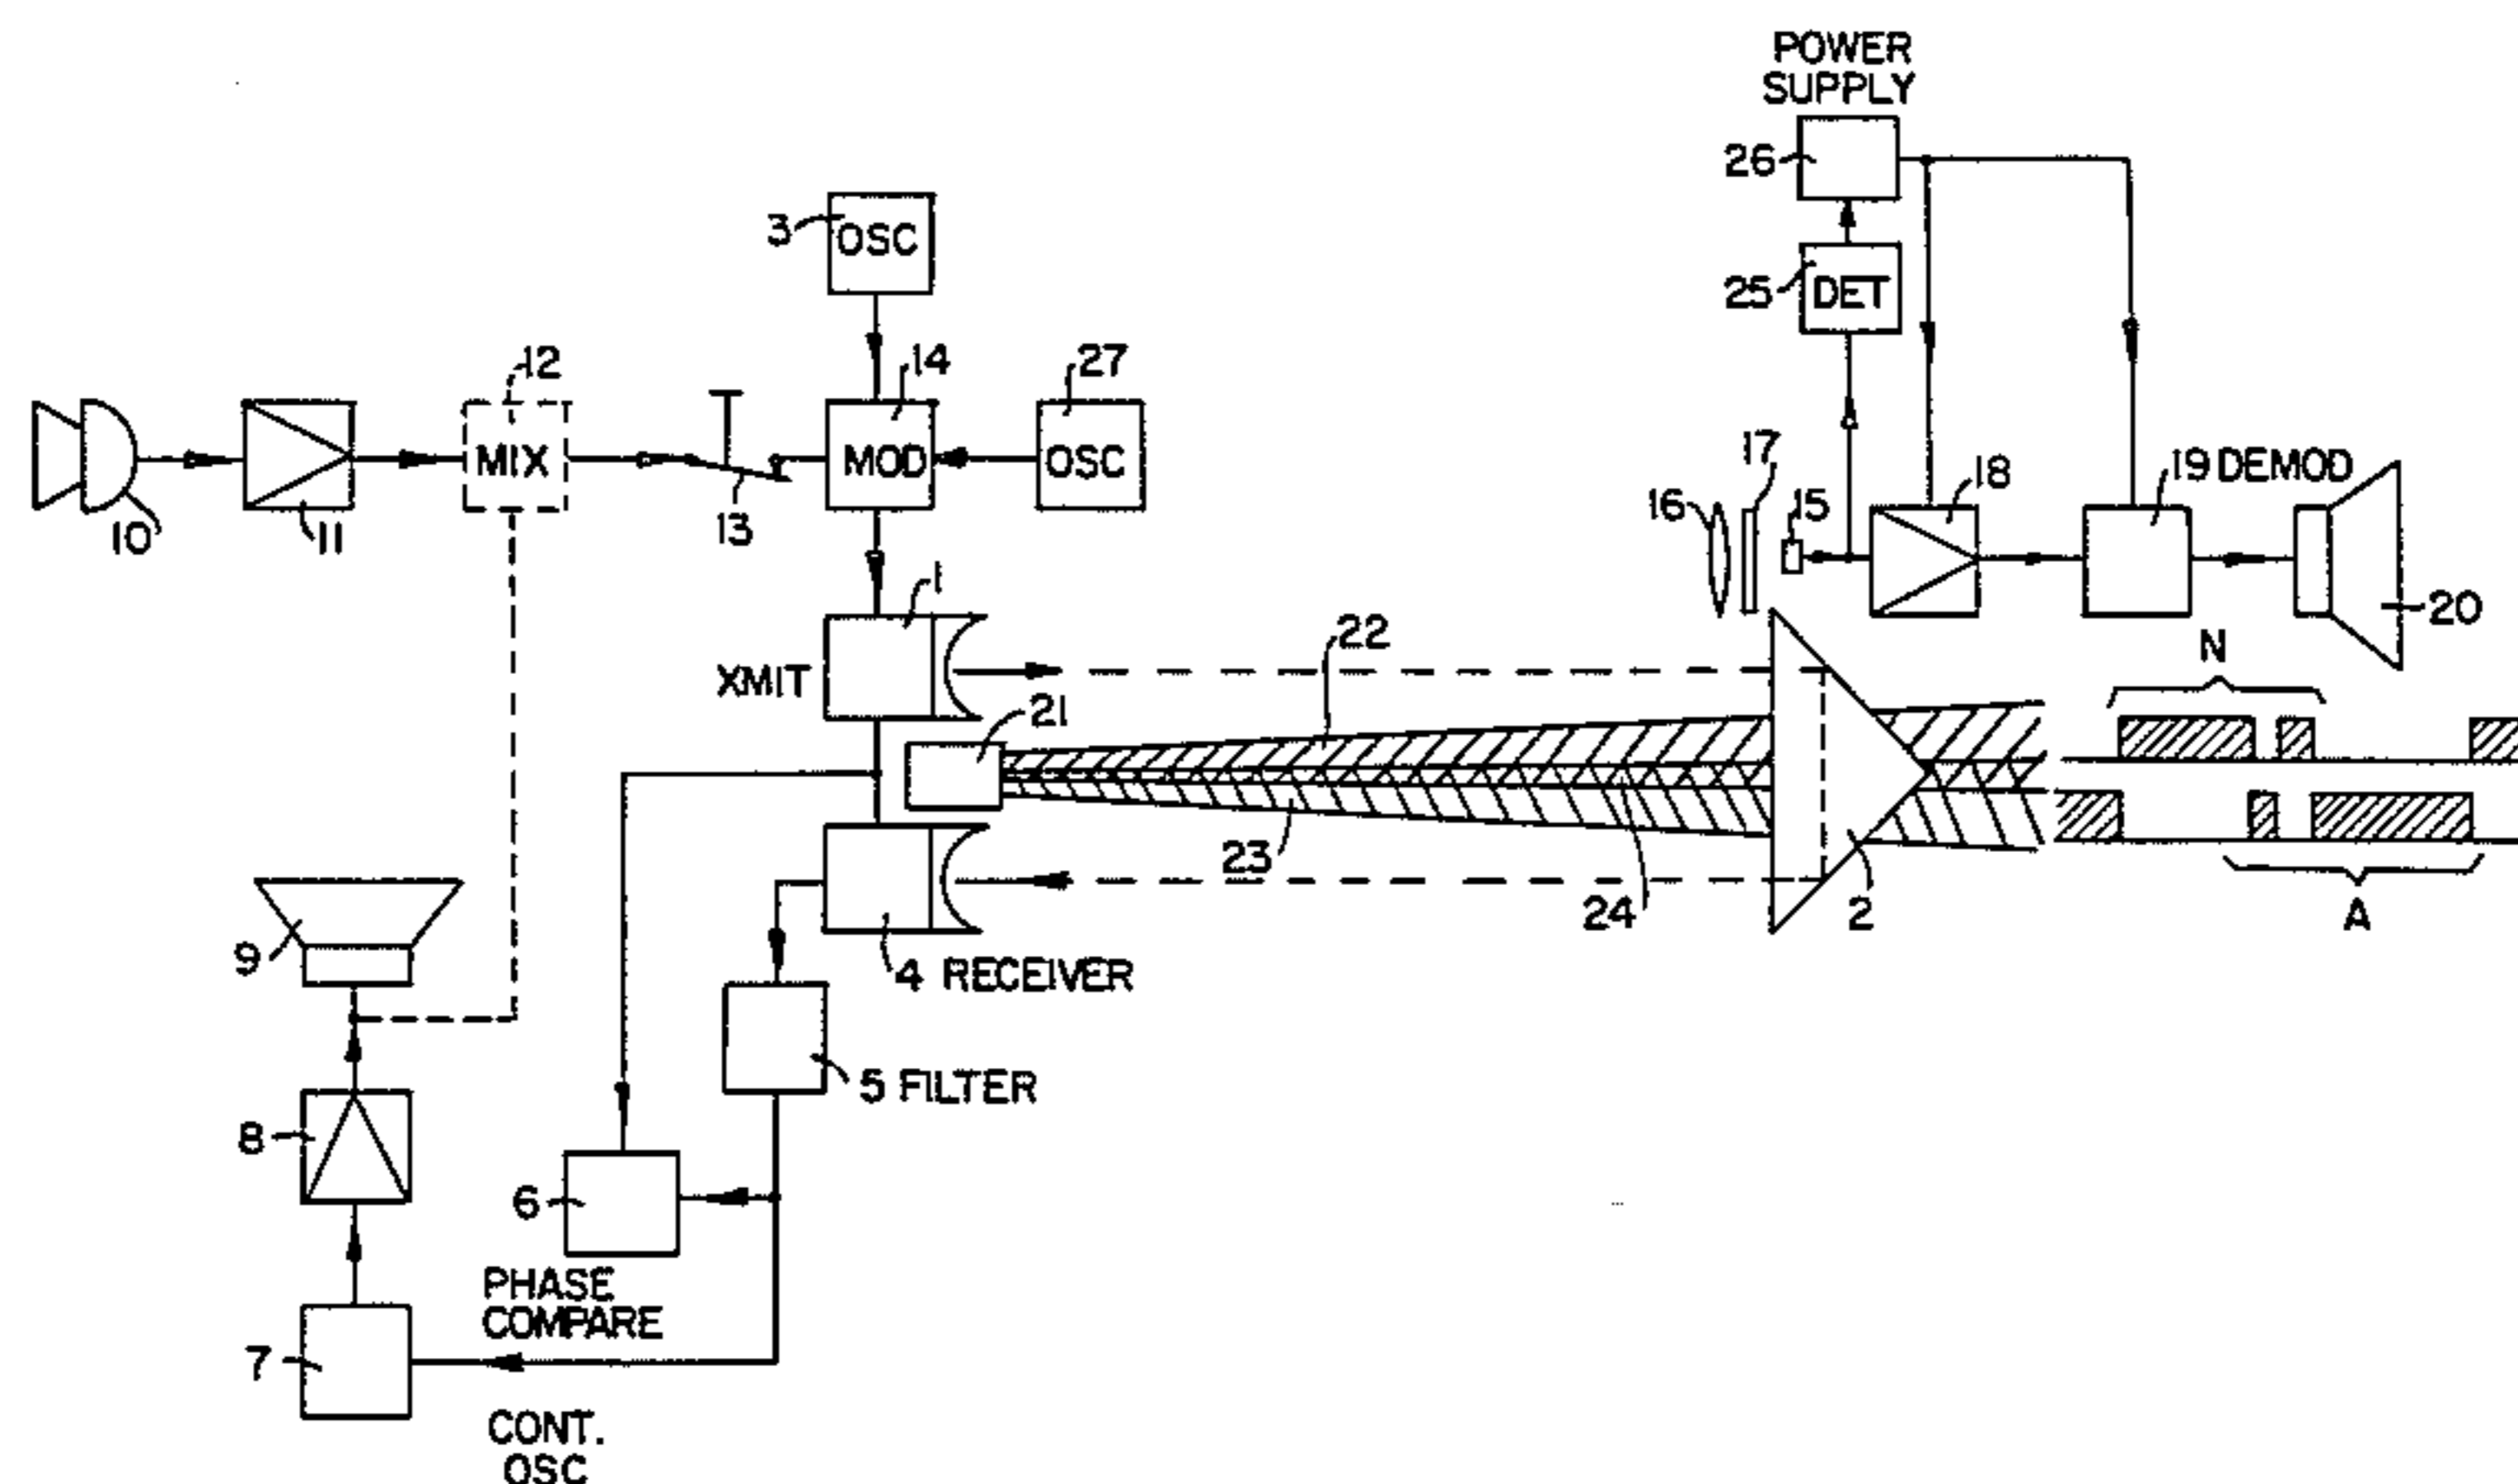 POWER
SUPPLY
26
3
OSC
25
DET
12
14
27
MIX
MOD
OSC
17
19 DEMOD
18
16
15
10
11
13
1
22
20
N
XMIT
21
23
24
2
A
9
4 RECEIVER
5 FILTER
8
6
PHASE
COMPARE
7
CONT.
OSC